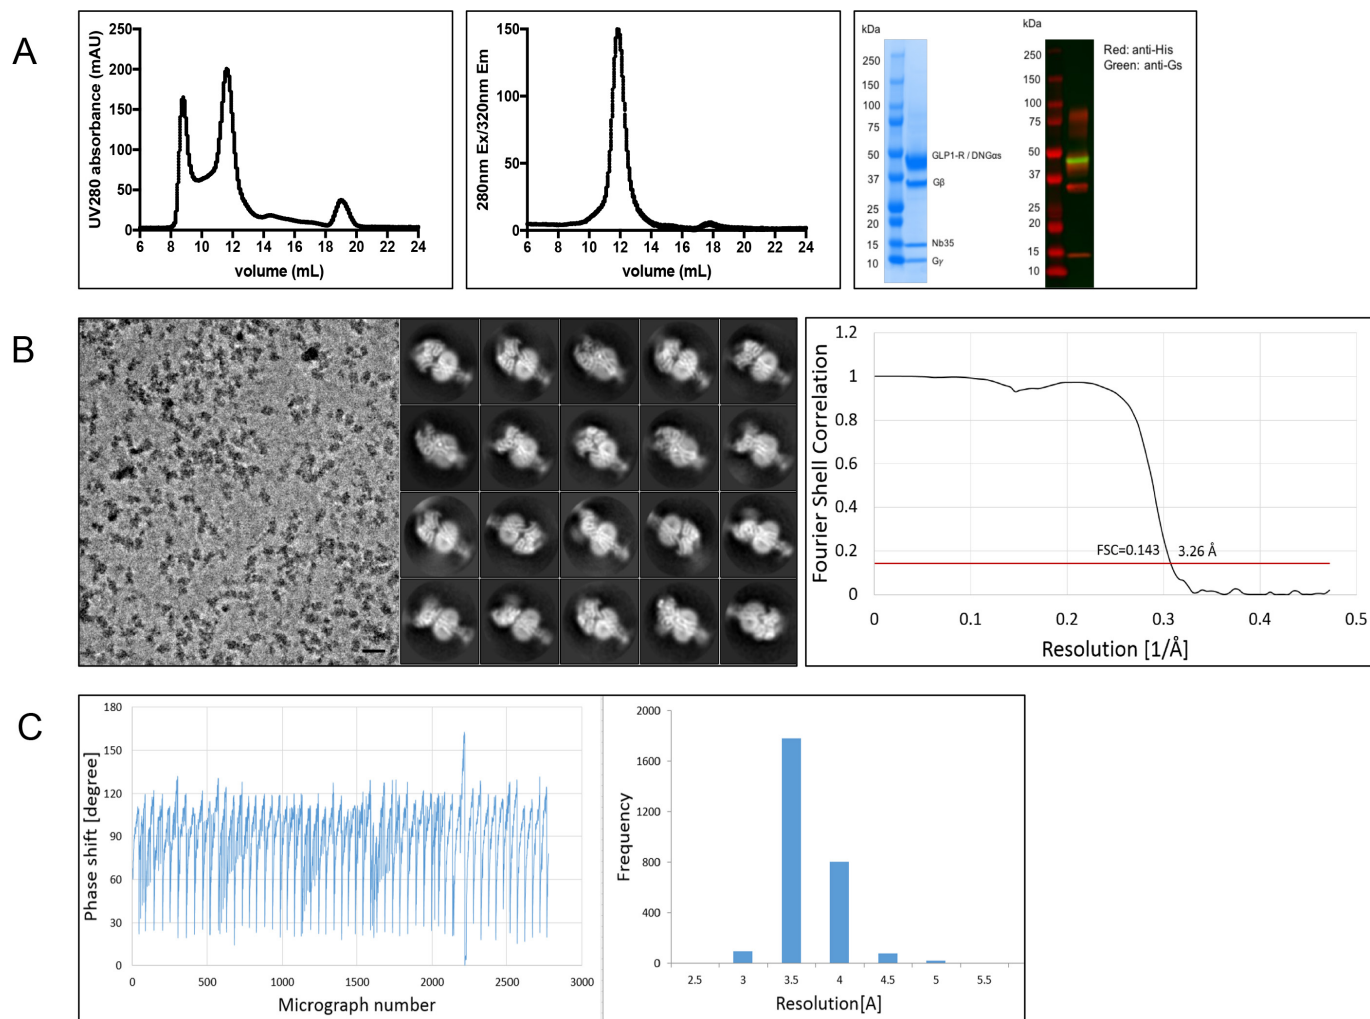 A
UV280 absorbance (mAU)
250
200
150
100
50
0
6 8 10 12 14 16 18 20 22 24
volume (mL)
280nm Ex/320nm Em
150
100
50
0
6 8 10 12 14 16 18 20 22 24
volume (mL)
kDa
250
150
100
75
50
37
25
20
15
10
GLP1-R / DNGαs
Gβ
Nb35
Gγ
kDa
250
150
100
75
50
37
25
20
15
10
Red: anti-His
Green: anti-Gs
B
Fourier Shell Correlation
1.2
1
0.8
0.6
0.4
0.2
0
FSC=0.143 3.26 Å
0 0.1 0.2 0.3 0.4 0.5
Resolution [1/Å]
C
Phase shift [degree]
180
150
120
90
60
30
0
0 500 1000 1500 2000 2500 3000
Micrograph number
Frequency
2000
1600
1200
800
400
0
2.5 3 3.5 4 4.5 5 5.5
Resolution[A]